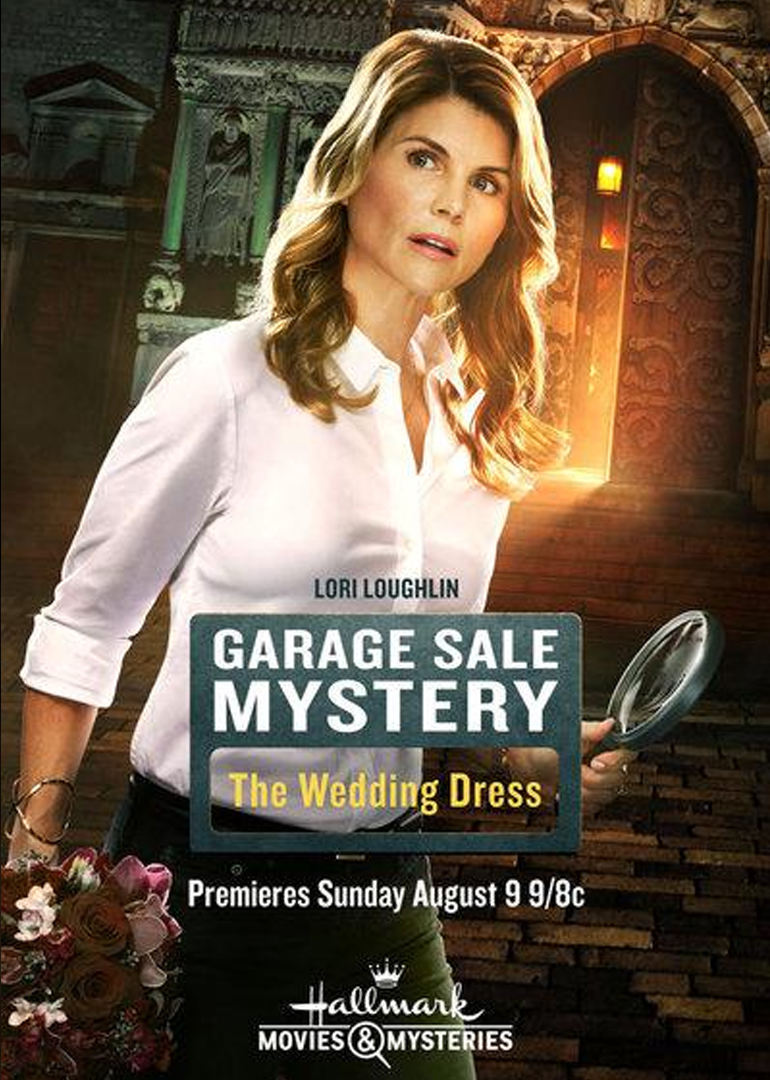 LORI LOUGHLIN
GARAGE SALE
MYSTERY
The Wedding Dress
Premieres Sunday August 9 9/8c
Hallmark
MOVIES & MYSTERIES